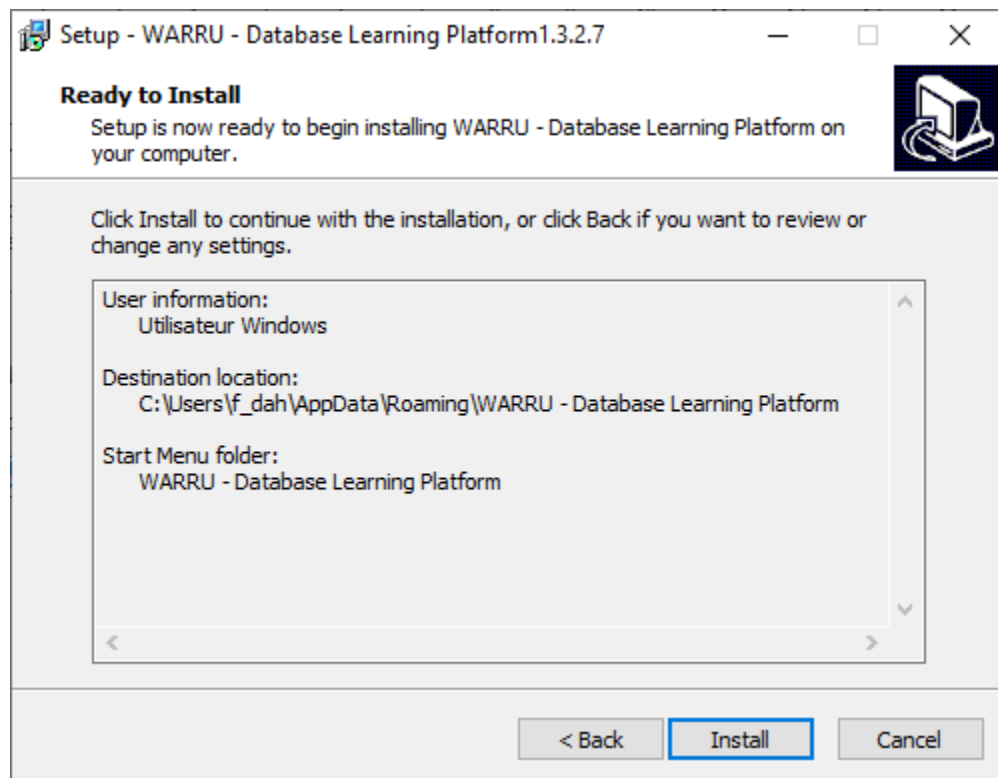 Setup - WARRU - Database Learning Platform1.3.2.7
Ready to Install
Setup is now ready to begin installing WARRU - Database Learning Platform on
your computer.
Click Install to continue with the installation, or click Back if you want to review or
change any settings.
User information:
Utilisateur Windows
Destination location:
C:\Users\f_dah\AppData\Roaming\WARRU - Database Learning Platform
Start Menu folder:
WARRU - Database Learning Platform
< Back Install Cancel